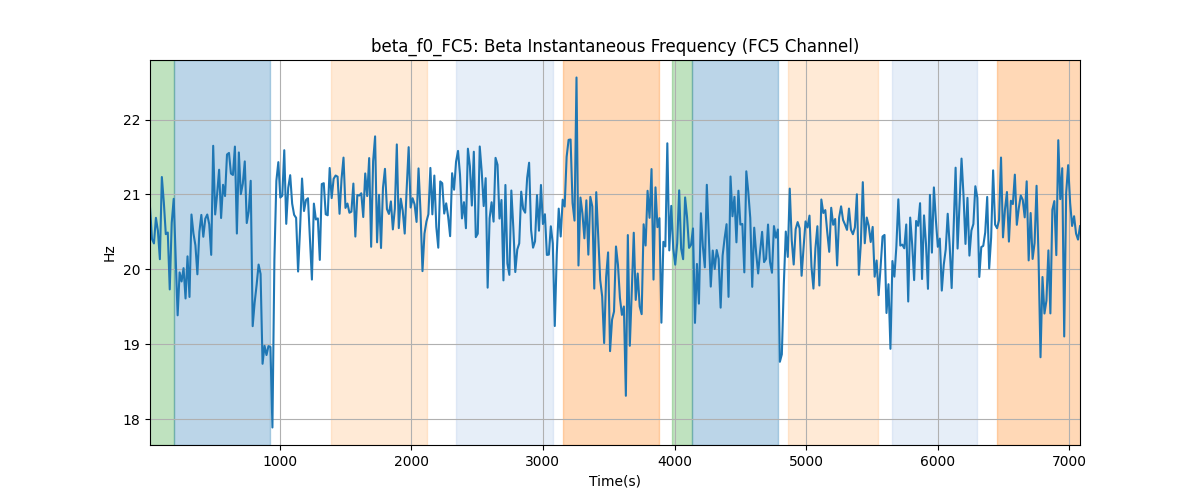 beta_f0_FC5: Beta Instantaneous Frequency (FC5 Channel)
22
21
20
19
18
Hz
1000 2000 3000 4000 5000 6000 7000
Time(s)